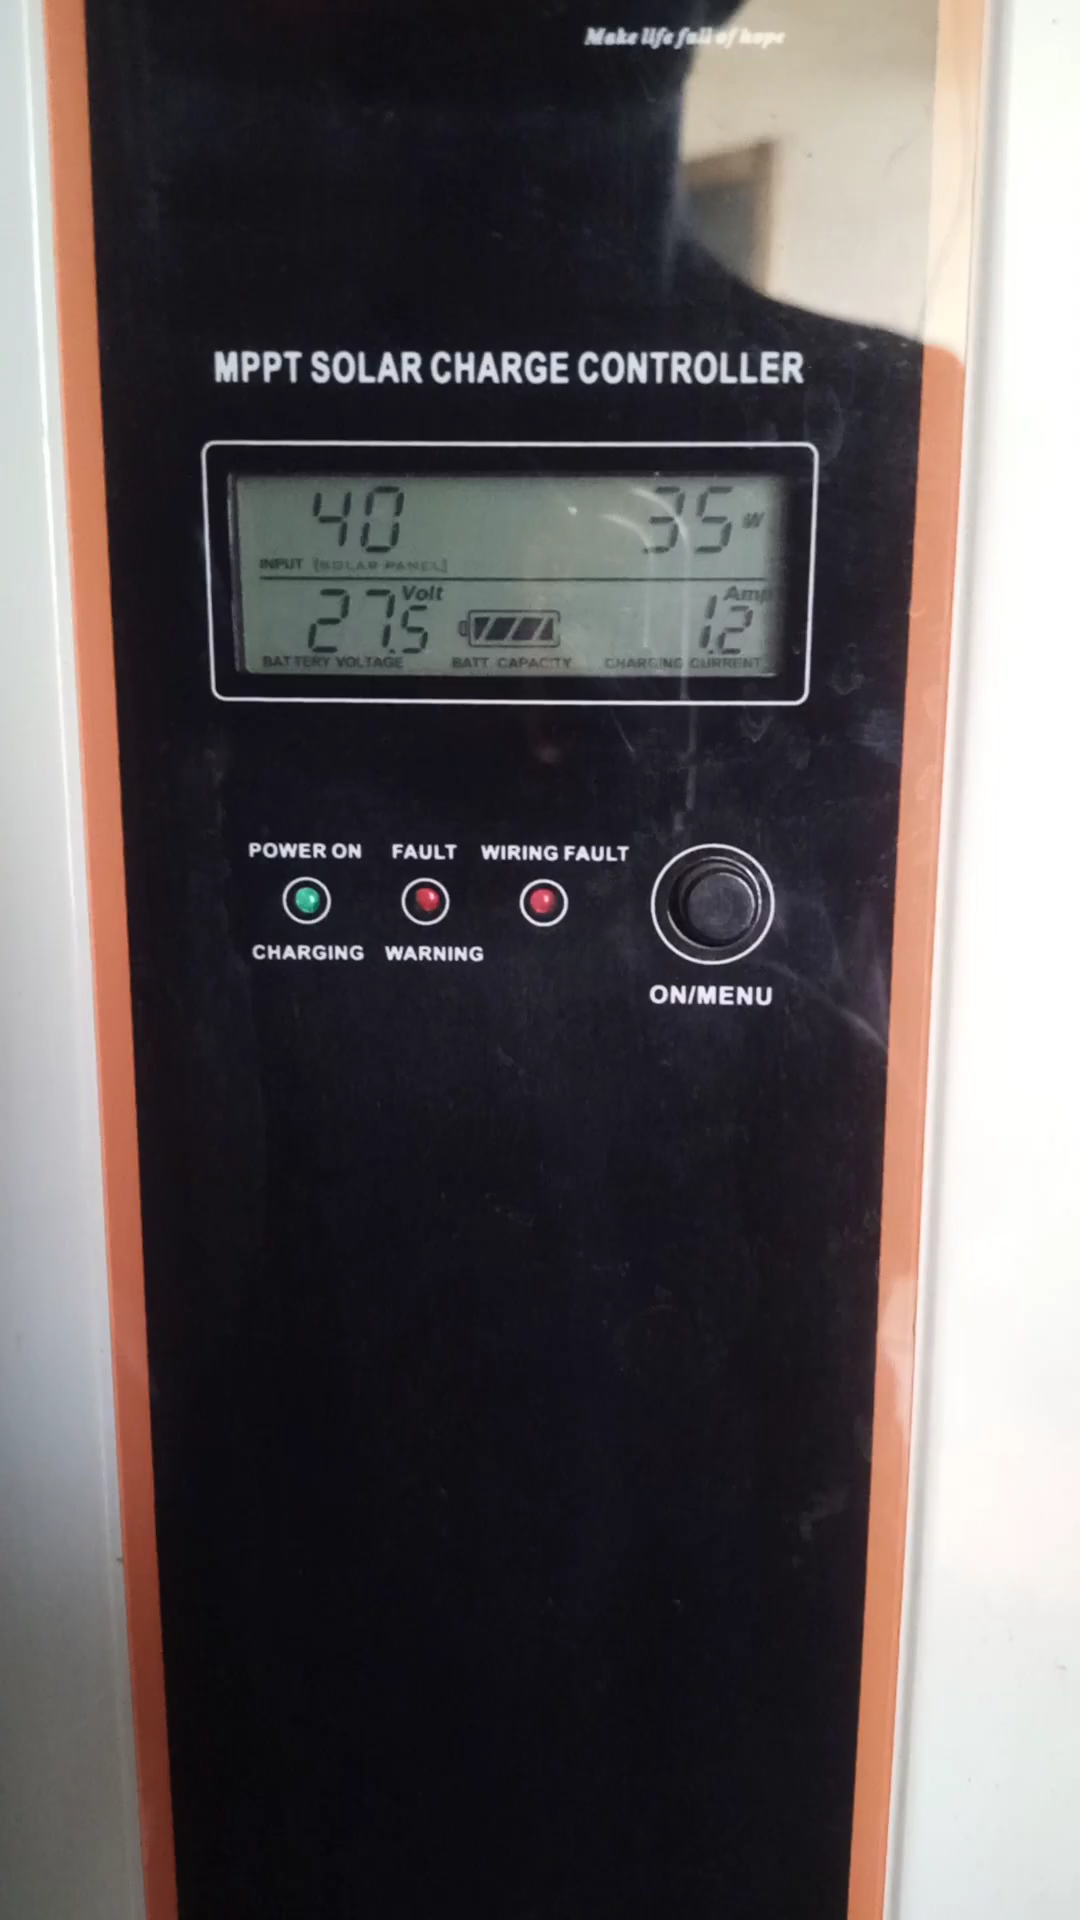 Make life full of hope
MPPT SOLAR CHARGE CONTROLLER
40 35 W
INPUT [SOLAR PANEL]
27.5 Volt 1.2 Amp
BATTERY VOLTAGE BATT CAPACITY CHARGING CURRENT
POWER ON FAULT WIRING FAULT
CHARGING WARNING
ON/MENU